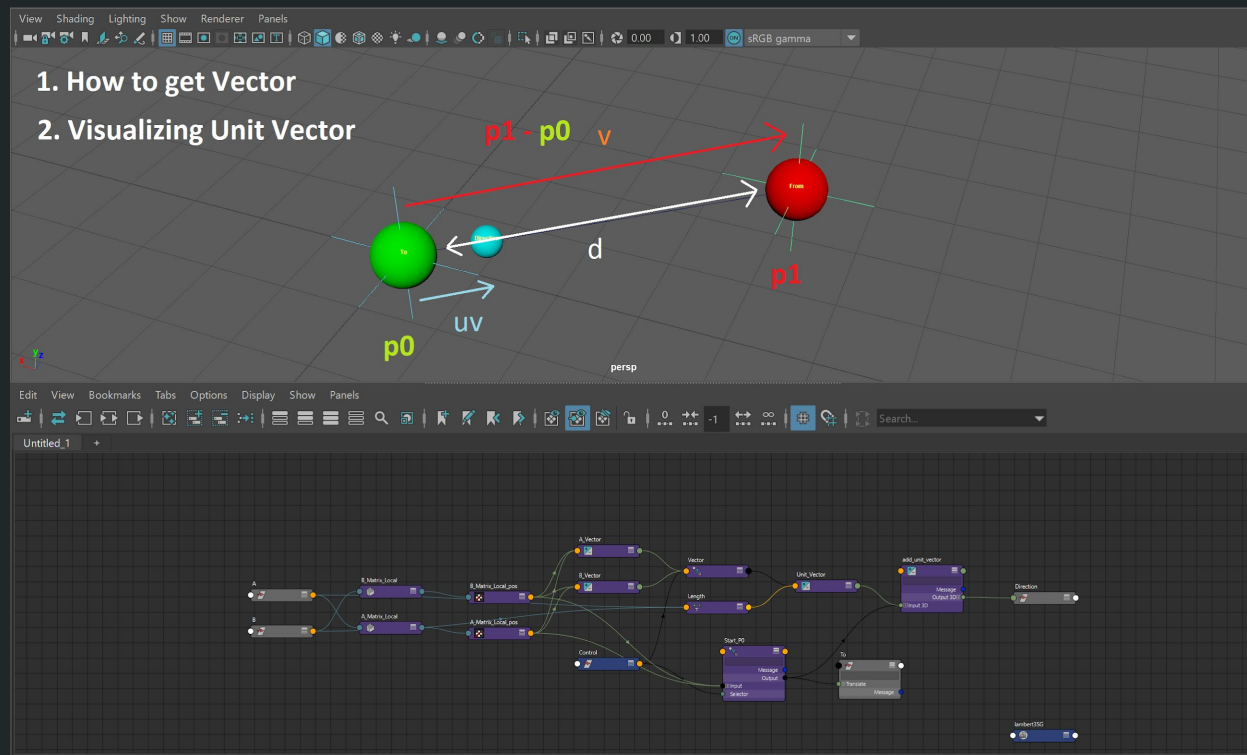 View Shading Lighting Show Renderer Panels
0.00 1.00 ON sRGB gamma
1. How to get Vector
2. Visualizing Unit Vector
p1 - p0 v
From
To
d
p1
uv
p0
y z
x
persp
Edit View Bookmarks Tabs Options Display Show Panels
0 -1 ∞ Search...
Untitled_1 +
A_Vector
add_unit_vector
Vector
B_Matrix_Local
B_Vector
Unit_Vector
A
B_Matrix_Local_pos
Direction
Message
Output 3D
Length
Input 3D
B
A_Matrix_Local
A_Matrix_Local_pos
Start_P0
Control
To
Message
Output
Input
Translate
Selector
Message
lambert3SG